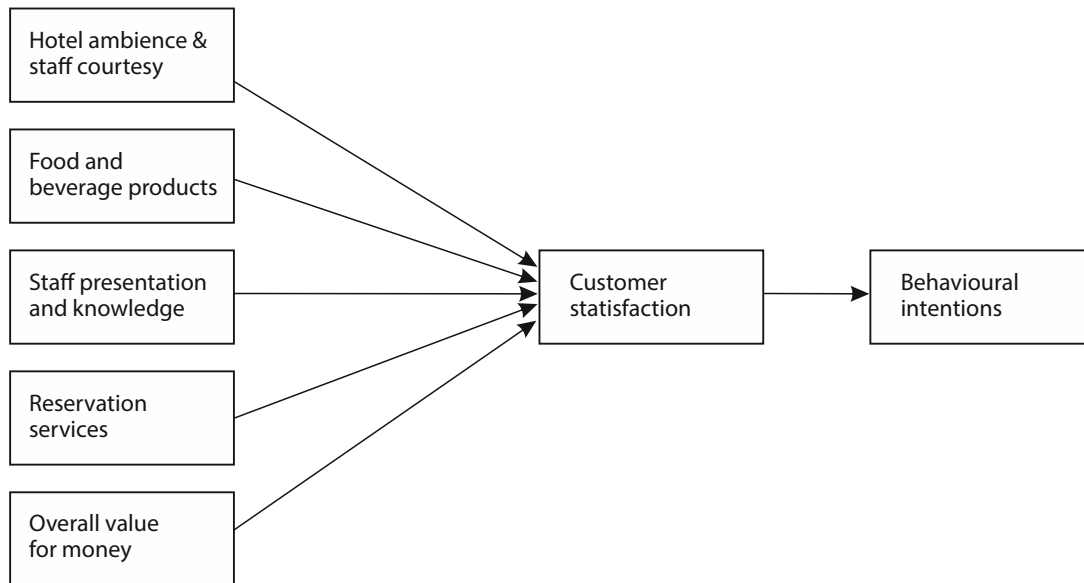 Hotel ambience &
staff courtesy
Food and
beverage products
Staff presentation
and knowledge
Reservation
services
Overall value
for money
Customer
statisfaction
Behavioural
intentions